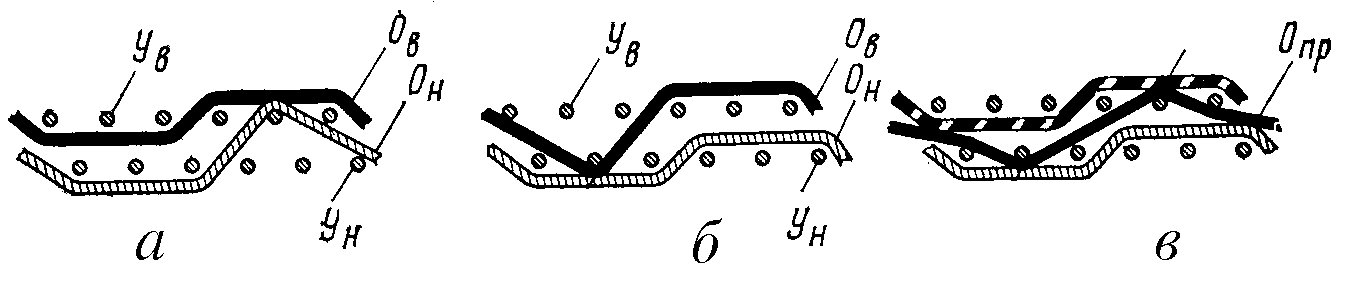 Ув Ов Он Ун а
Ув Ов Он Ун б
Опр в